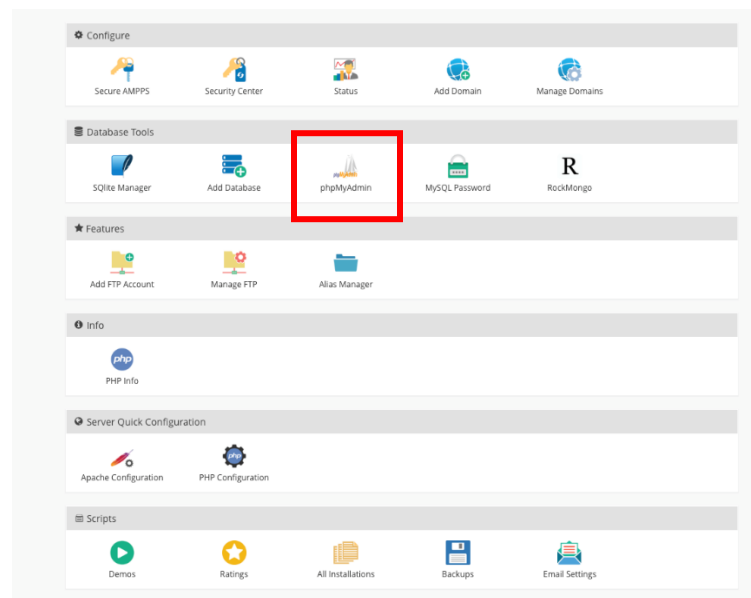 Configure
Secure AMPPS
Security Center
Status
Add Domain
Manage Domains
Database Tools
SQlite Manager
Add Database
phpMyAdmin
MySQL Password
R
RockMongo
Features
Add FTP Account
Manage FTP
Alias Manager
Info
php
PHP Info
Server Quick Configuration
php
Apache Configuration
PHP Configuration
Scripts
Demos
Ratings
All Installations
Backups
Email Settings